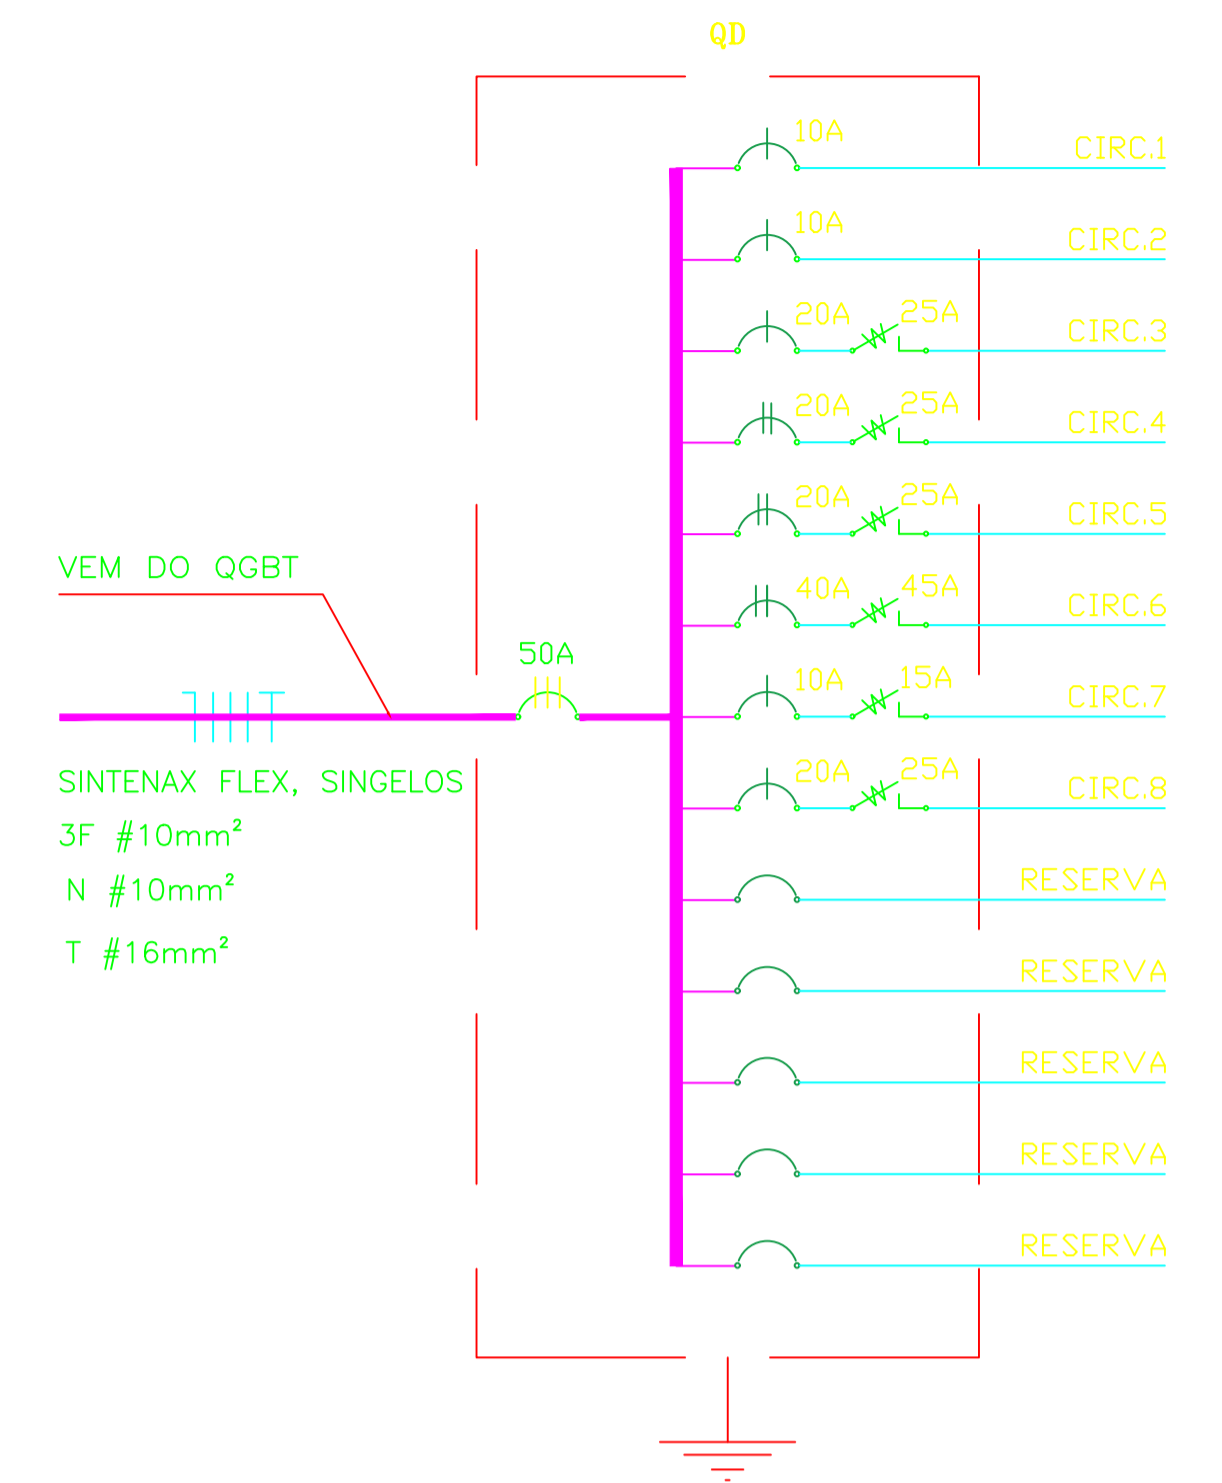 QD
10A
CIRC.1
10A
CIRC.2
20A 25A
CIRC.3
20A 25A
CIRC.4
20A 25A
CIRC.5
40A 45A
CIRC.6
10A 15A
CIRC.7
20A 25A
CIRC.8
RESERVA
RESERVA
RESERVA
RESERVA
RESERVA
VEM DO QGBT
50A
SINTENAX FLEX, SINGELOS
3F #10mm²
N #10mm²
T #16mm²